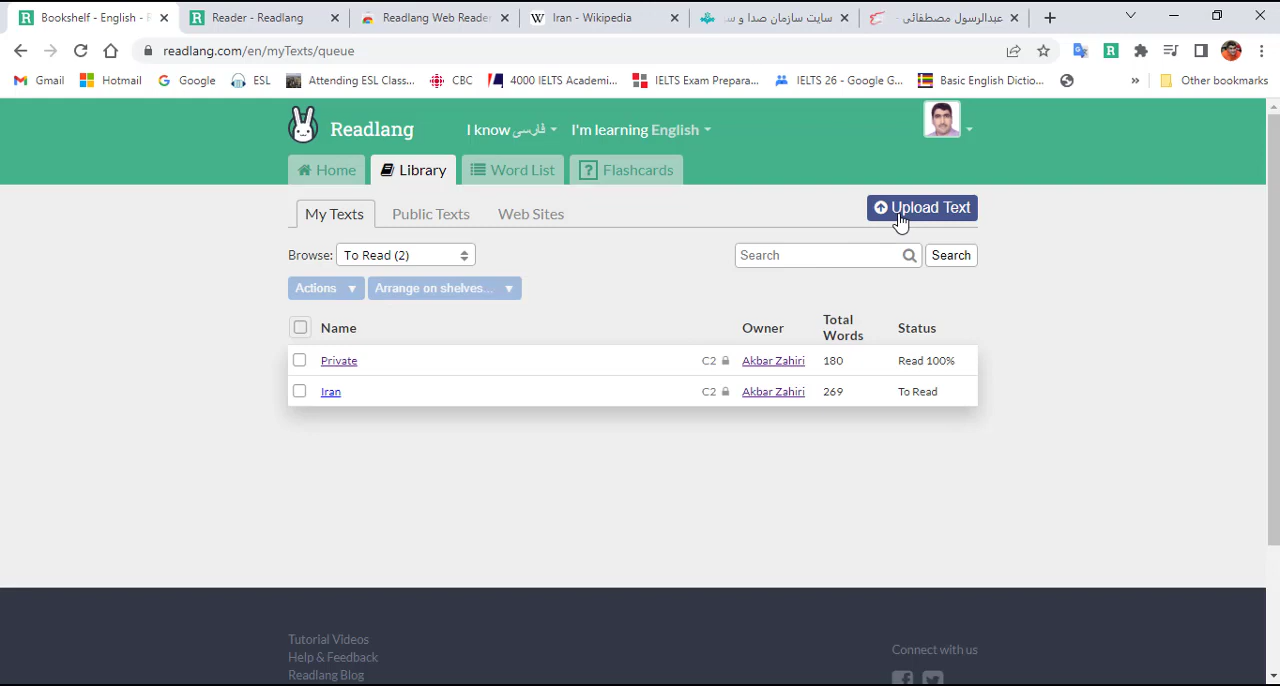 Bookshelf - English - R
Reader - Readlang
Readlang Web Reade
W Iran - Wikipedia
سایت سازمان صدا و س
عبدالرسول مصطفائی -
readlang.com/en/myTexts/queue
Gmail
Hotmail
Google
ESL
Attending ESL Class...
CBC
4000 IELTS Academi...
IELTS Exam Prepara...
IELTS 26 - Google G...
Basic English Dictio...
»
Other bookmarks
Readlang
I know فارسی
I'm learning English
Home
Library
Word List
? Flashcards
My Texts
Public Texts
Web Sites
Upload Text
Browse: To Read (2)
Search
Search
Actions
Arrange on shelves...
Name
Owner
Total Words
Status
Private C2 Akbar Zahiri 180 Read 100%
Iran C2 Akbar Zahiri 269 To Read
Tutorial Videos
Help & Feedback
Readlang Blog
Connect with us